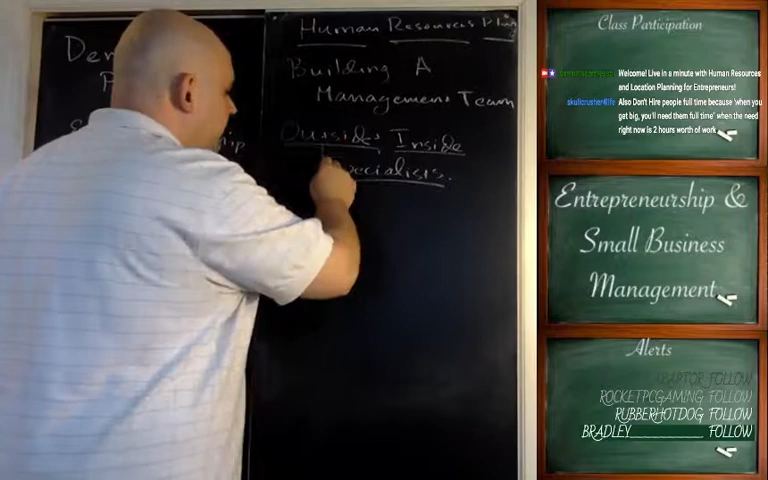 Human Resources
Building A
Management Team
Outside, Inside
Specialists.
Class Participation
Welcome! Live in a minute with Human Resources
and Location Planning for Entrepreneurs!
skullcrusher4life Also Don't Hire people full time because 'when you
get big, you'll need them full time' when the need
right now is 2 hours worth of work
Entrepreneurship &
Small Business
Management
Alerts
ROCKETPCGAMING FOLLOW
RUBBERHOTDOG FOLLOW
BRADLEY_ FOLLOW